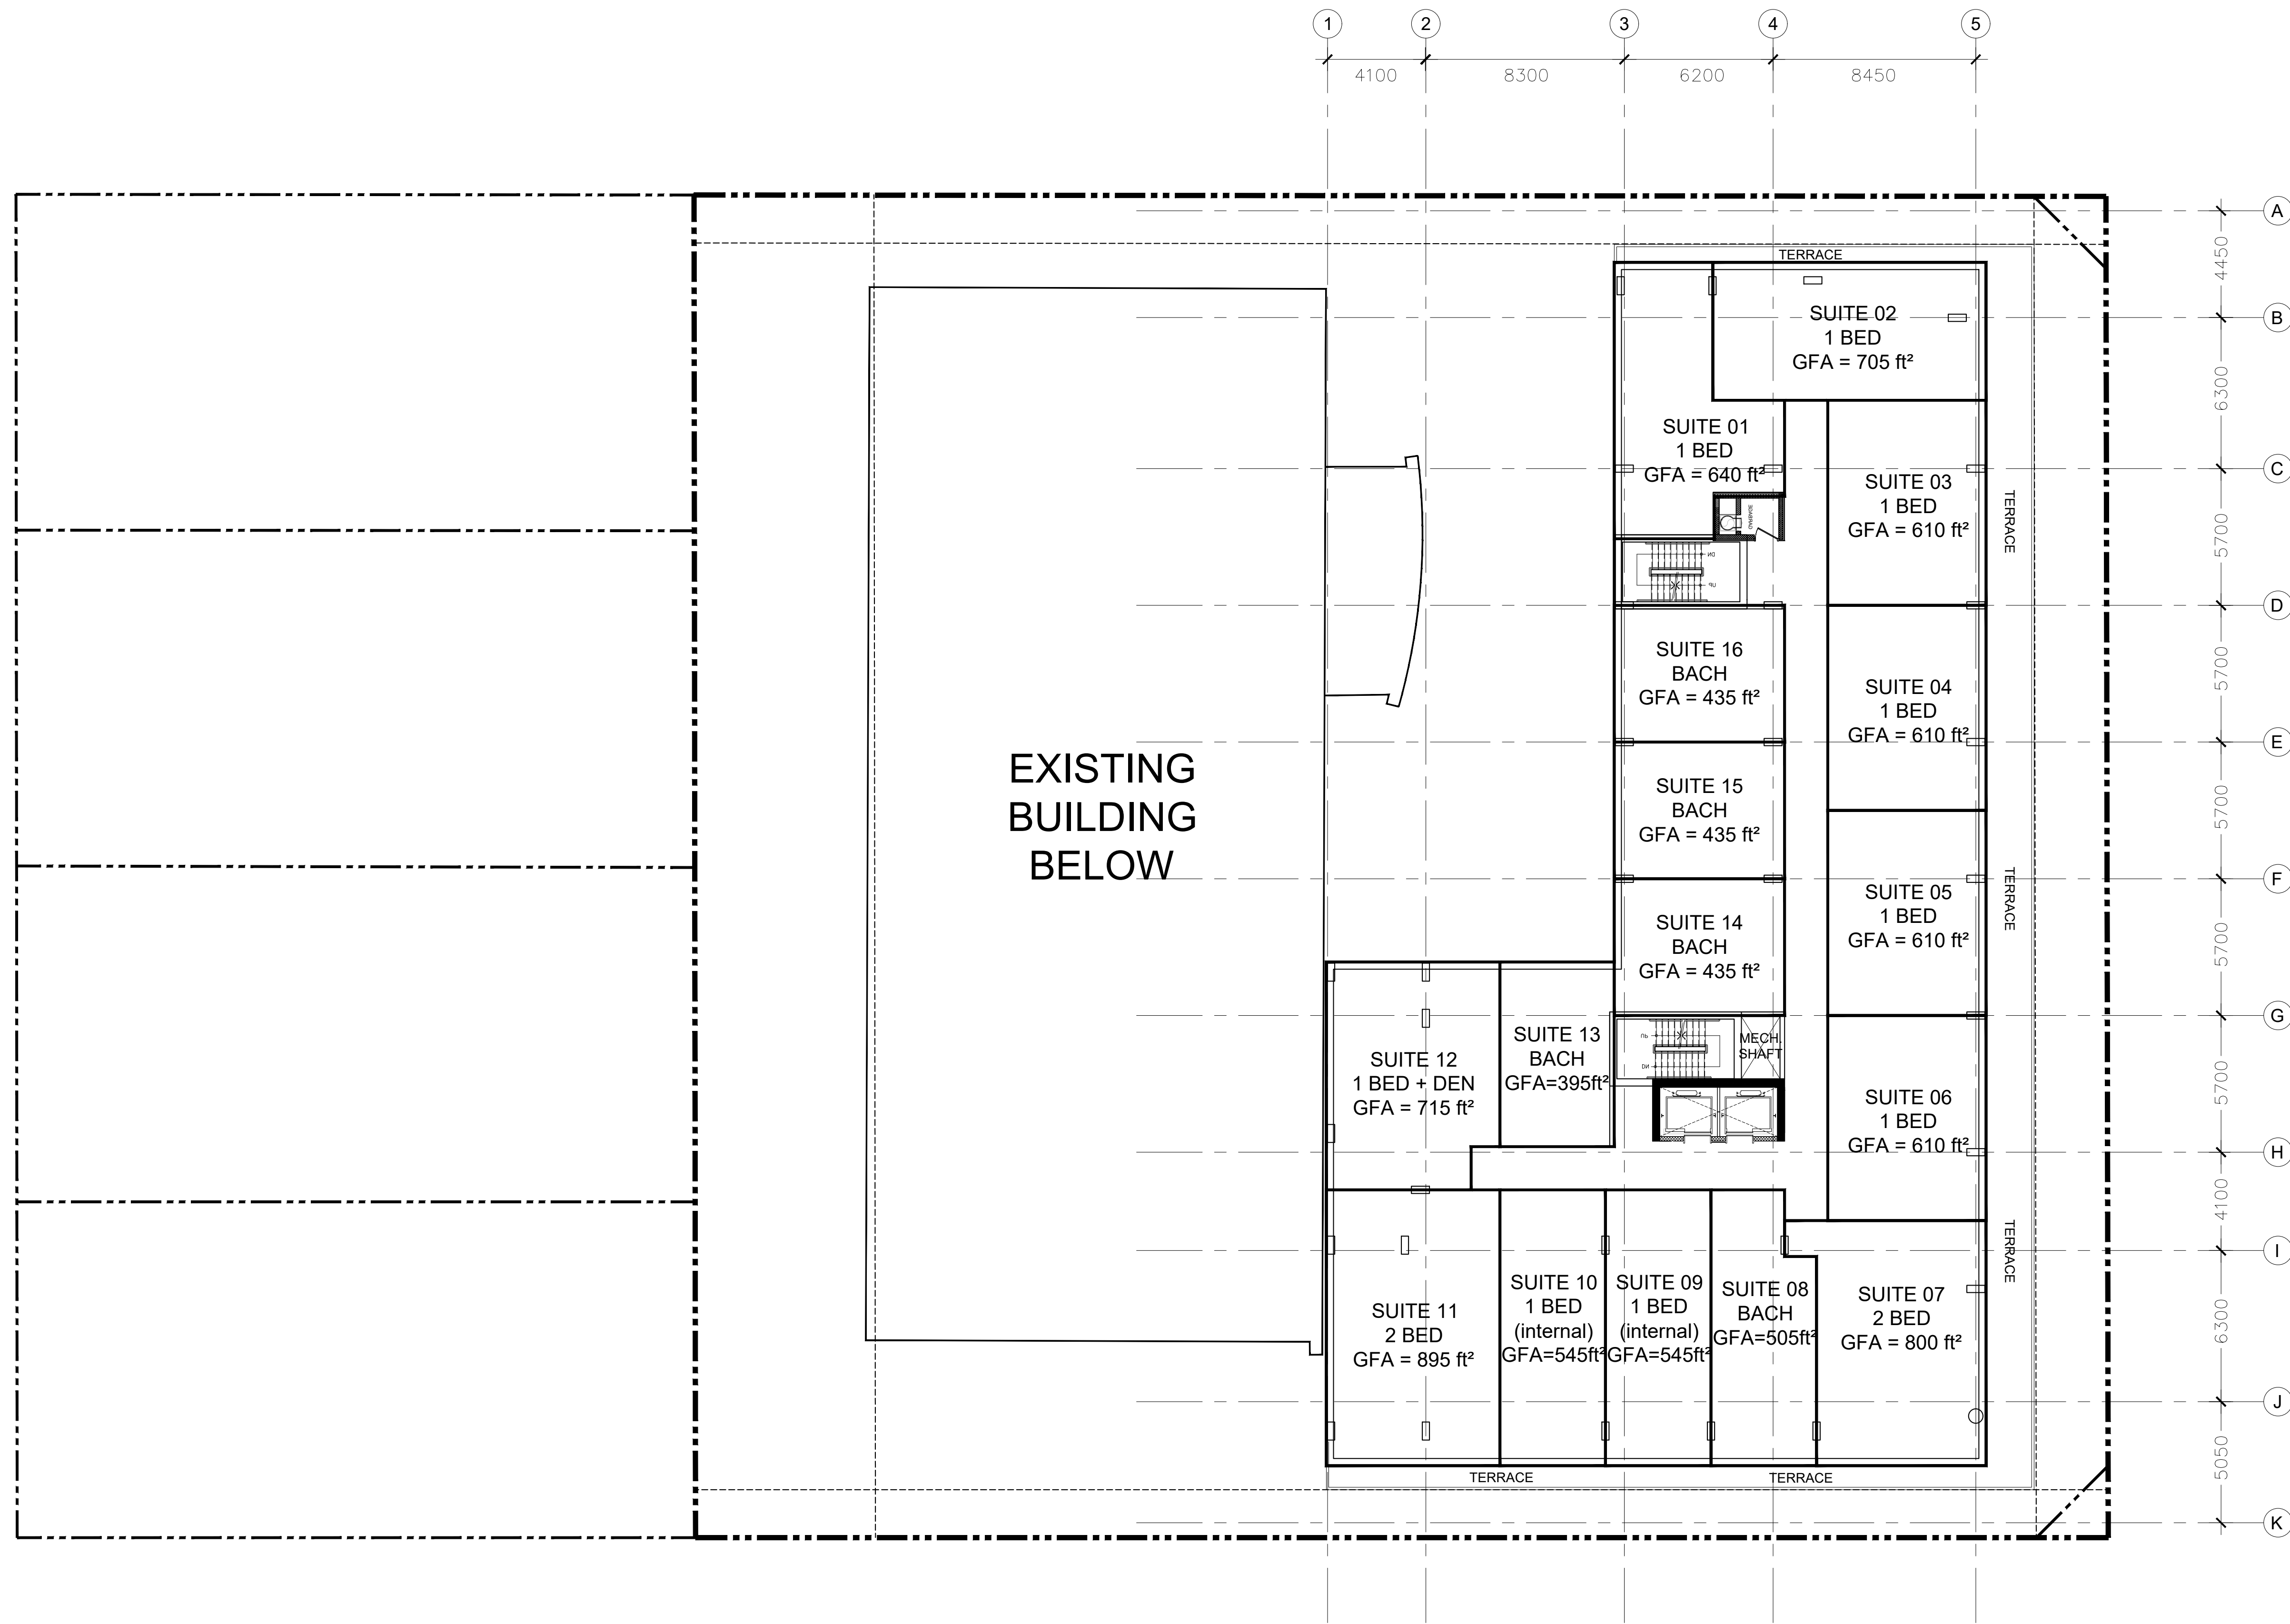 1 2 3 4 5
4100 8300 6200 8450
A
4450
TERRACE
B
SUITE 02
1 BED
GFA = 705 ft²
6300
SUITE 01
1 BED
GFA = 640 ft²
C
SUITE 03
1 BED
GFA = 610 ft²
TERRACE
5700
GARBAGE
DN
UP
D
SUITE 16
BACH
GFA = 435 ft²
5700
SUITE 04
1 BED
GFA = 610 ft²
E
EXISTING
BUILDING
BELOW
SUITE 15
BACH
GFA = 435 ft²
5700
F
SUITE 05
1 BED
GFA = 610 ft²
TERRACE
SUITE 14
BACH
GFA = 435 ft²
5700
G
SUITE 13
BACH
GFA=395ft²
UP
DN
MECH.
SHAFT
SUITE 12
1 BED + DEN
GFA = 715 ft²
5700
SUITE 06
1 BED
GFA = 610 ft²
H
4100
TERRACE
I
SUITE 11
2 BED
GFA = 895 ft²
SUITE 10
1 BED
(internal)
GFA=545ft²
SUITE 09
1 BED
(internal)
GFA=545ft²
SUITE 08
BACH
GFA=505ft²
SUITE 07
2 BED
GFA = 800 ft²
6300
J
5050
TERRACE
TERRACE
K